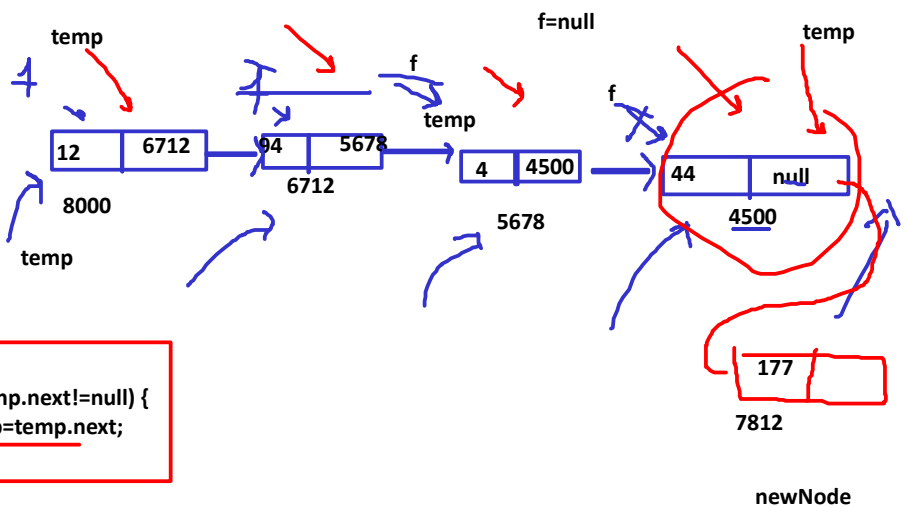 f=null
temp
temp
f
f
temp
12 6712
94 5678
4 4500
44 null
8000
6712
5678
4500
temp
mp.next!=null) {
p=temp.next;
177
7812
newNode